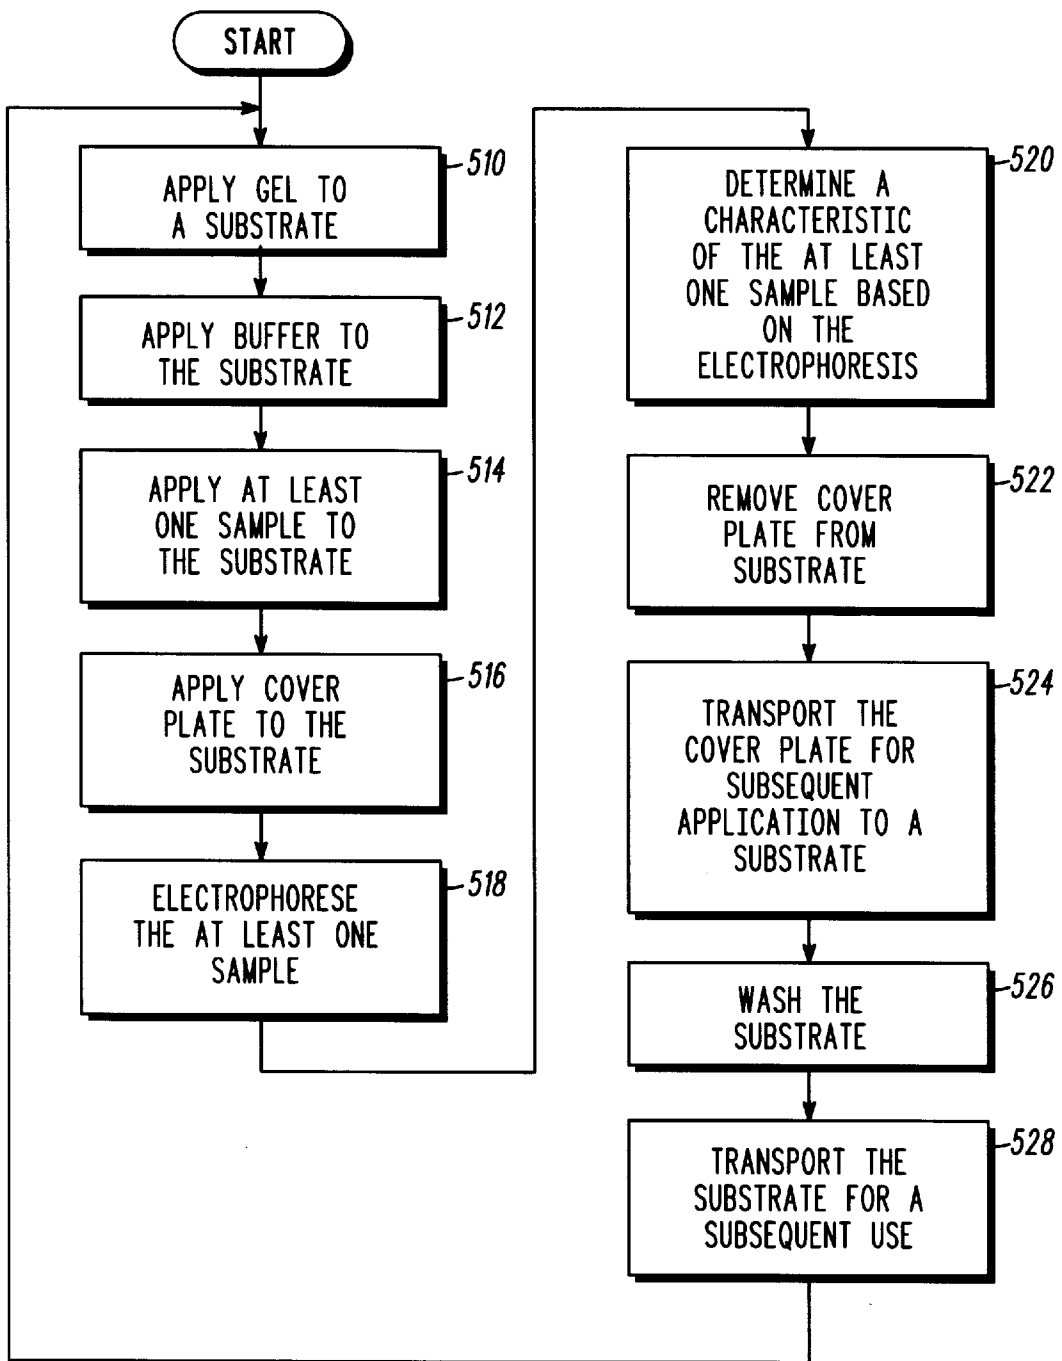 START
510
APPLY GEL TO
A SUBSTRATE
512
APPLY BUFFER TO
THE SUBSTRATE
514
APPLY AT LEAST
ONE SAMPLE TO
THE SUBSTRATE
516
APPLY COVER
PLATE TO THE
SUBSTRATE
518
ELECTROPHORESE
THE AT LEAST ONE
SAMPLE
520
DETERMINE A
CHARACTERISTIC
OF THE AT LEAST
ONE SAMPLE BASED
ON THE
ELECTROPHORESIS
522
REMOVE COVER
PLATE FROM
SUBSTRATE
524
TRANSPORT THE
COVER PLATE FOR
SUBSEQUENT
APPLICATION TO A
SUBSTRATE
526
WASH THE
SUBSTRATE
528
TRANSPORT THE
SUBSTRATE FOR A
SUBSEQUENT USE